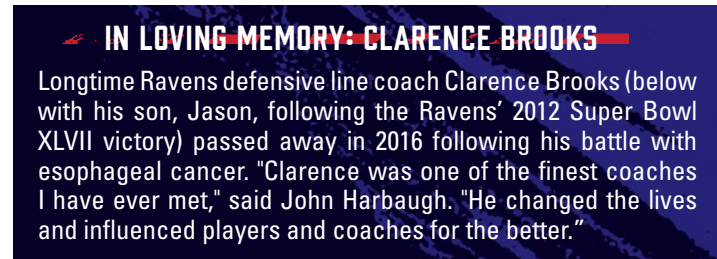 IN LOVING MEMORY: CLARENCE BROOKS
Longtime Ravens defensive line coach Clarence Brooks (below
with his son, Jason, following the Ravens’ 2012 Super Bowl
XLVII victory) passed away in 2016 following his battle with
esophageal cancer. "Clarence was one of the finest coaches
I have ever met," said John Harbaugh. "He changed the lives
and influenced players and coaches for the better.”